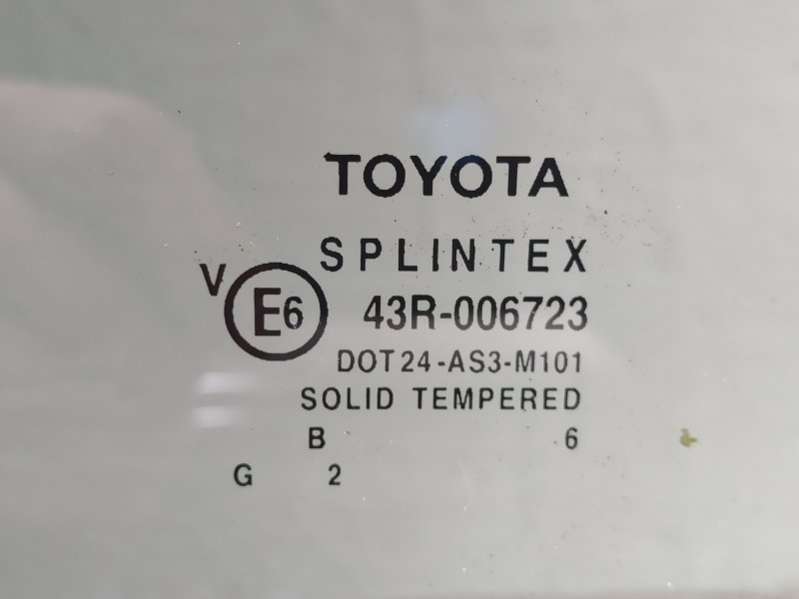 TOYOTA
SPLINTEX
V E6 43R-006723
DOT24-AS3-M101
SOLID TEMPERED
B 6
G 2